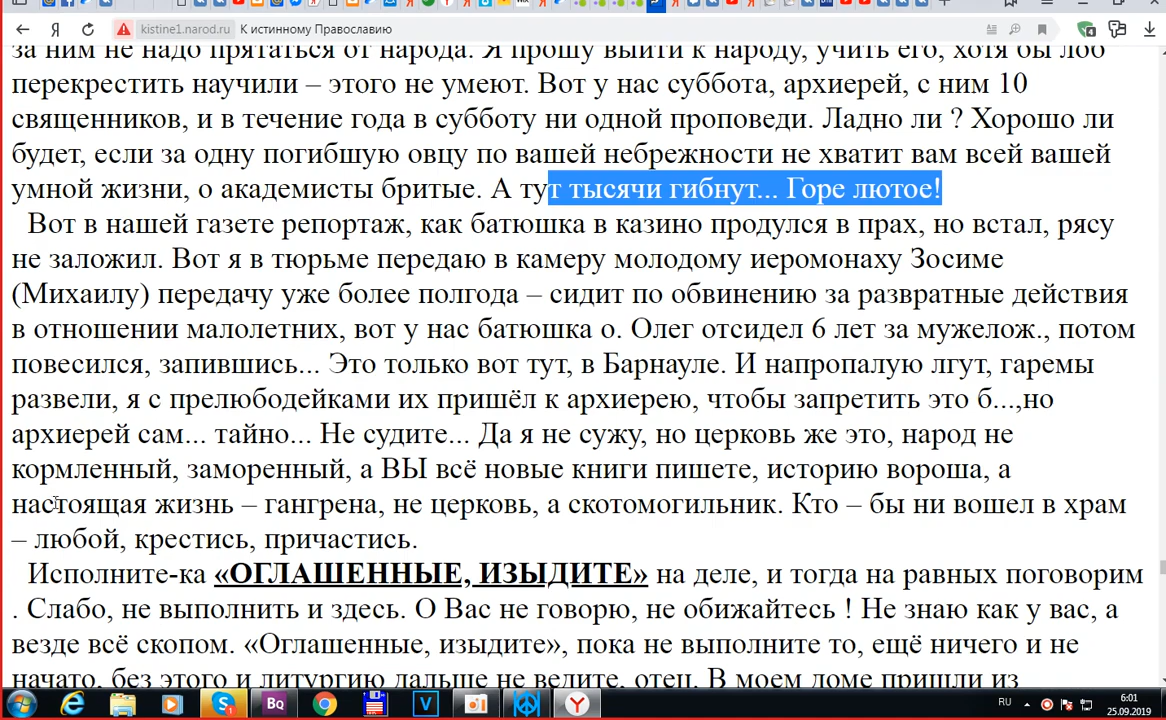 kistine1.narod.ru К истинному Православию
за ним не надо прятаться от народа. Я прошу выйти к народу, учить его, хотя бы лоб
перекрестить научили – этого не умеют. Вот у нас суббота, архиерей, с ним 10
священников, и в течение года в субботу ни одной проповеди. Ладно ли ? Хорошо ли
будет, если за одну погибшую овцу по вашей небрежности не хватит вам всей вашей
умной жизни, о академисты бритые. А тут тысячи гибнут... Горе лютое!
Вот в нашей газете репортаж, как батюшка в казино продулся в прах, но встал, рясу
не заложил. Вот я в тюрьме передаю в камеру молодому иеромонаху Зосиме
(Михаилу) передачу уже более полгода – сидит по обвинению за развратные действия
в отношении малолетних, вот у нас батюшка о. Олег отсидел 6 лет за мужелож., потом
повесился, запившись... Это только вот тут, в Барнауле. И напропалую лгут, гаремы
развели, я с прелюбодейками их пришёл к архиерею, чтобы запретить это б...,но
архиерей сам... тайно... Не судите... Да я не сужу, но церковь же это, народ не
кормленный, заморенный, а ВЫ всё новые книги пишете, историю вороша, а
настоящая жизнь – гангрена, не церковь, а скотомогильник. Кто – бы ни вошел в храм
– любой, крестись, причастись.
Исполните-ка «ОГЛАШЕННЫЕ, ИЗЫДИТЕ» на деле, и тогда на равных поговорим
. Слабо, не выполнить и здесь. О Вас не говорю, не обижайтесь ! Не знаю как у вас, а
везде всё скопом. «Оглашенные, изыдите», пока не выполните то, ещё ничего и не
начато, без этого и литургию дальше не ведите, отец. В моем доме пришли из
RU 6:01
25.09.2019